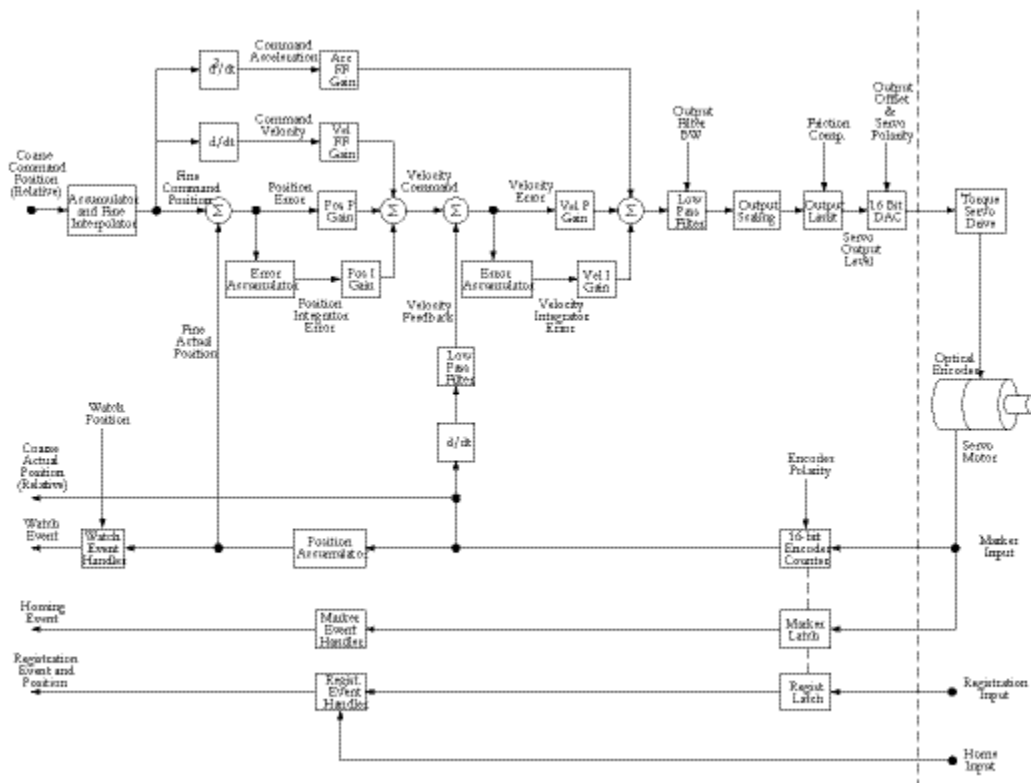 Command
Acceleration
d²/dt
Acc
FF
Gain
Command
Velocity
d/dt
Vel
FF
Gain
Output
Filter
BW
Friction
Comp.
Output
Offset
&
Servo
Polarity
Coarse
Command
Position
(Relative)
Accumulator
and Fine
Interpolator
Fine
Command
Position
Σ
Position
Error
Pos P
Gain
Σ
Velocity
Command
Σ
Velocity
Error
Vel P
Gain
Σ
Low
Pass
Filter
Output
Scaling
Output
Limit
Servo
Output
Level
16 Bit
DAC
Torque
Servo
Drive
Error
Accumulator
Pos I
Gain
Position
Integrator
Error
Velocity
Feedback
Error
Accumulator
Vel I
Gain
Velocity
Integrator
Error
Fine
Actual
Position
Low
Pass
Filter
Optical
Encoder
Servo
Motor
Watch
Position
d/dt
Coarse
Actual
Position
(Relative)
Encoder
Polarity
Watch
Event
Watch
Event
Handler
Position
Accumulator
16-bit
Encoder
Counter
Marker
Input
Homing
Event
Marker
Event
Handler
Marker
Latch
Registration
Event and
Position
Regist.
Event
Handler
Regist.
Latch
Registration
Input
Home
Input